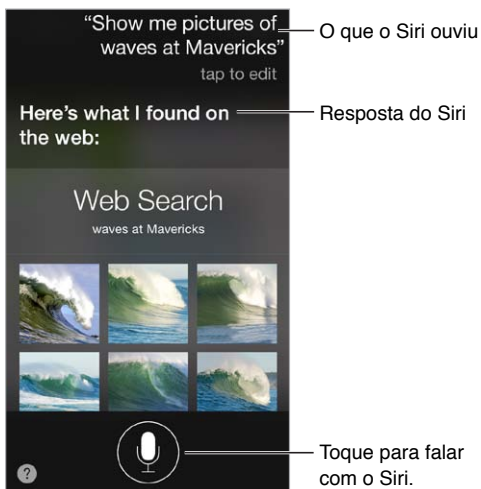 “Show me pictures of
waves at Mavericks”
tap to edit
O que o Siri ouviu
Here’s what I found on
the web:
Resposta do Siri
Web Search
waves at Mavericks
?
Toque para falar
com o Siri.